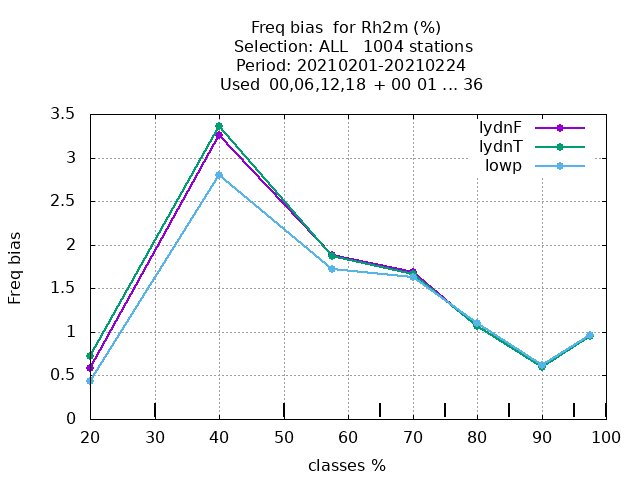 Freq bias  for Rh2m (%)
Selection: ALL   1004 stations
Period: 20210201-20210224
Used  00,06,12,18  + 00 01 ... 36
lydnF
lydnT
lowp
3.5
3
2.5
2
1.5
1
0.5
0
Freq bias
20 30 40 50 60 70 80 90 100
classes %